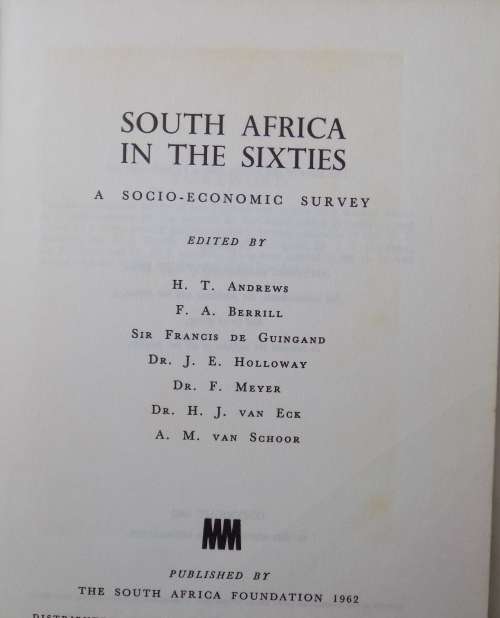 SOUTH AFRICA
IN THE SIXTIES
A SOCIO-ECONOMIC SURVEY
EDITED BY
H. T. ANDREWS
F. A. BERRILL
SIR FRANCIS DE GUINGAND
DR. J. E. HOLLOWAY
DR. F. MEYER
DR. H. J. VAN ECK
A. M. VAN SCHOOR
MM
PUBLISHED BY
THE SOUTH AFRICA FOUNDATION 1962